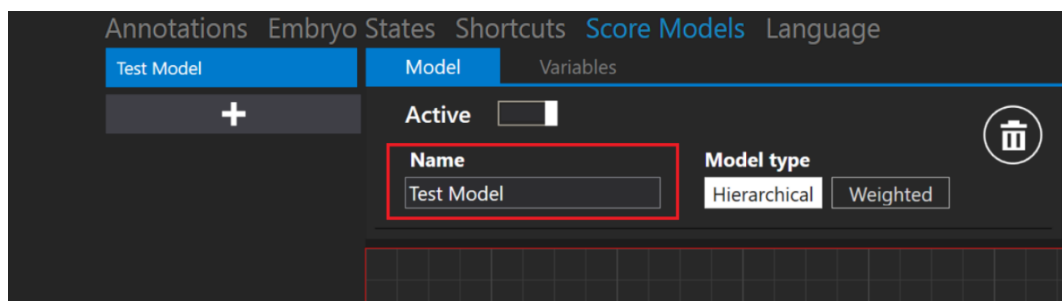 Annotations Embryo States Shortcuts Score Models Language
Test Model
Model Variables
Active
Name
Test Model
Model type
Hierarchical Weighted